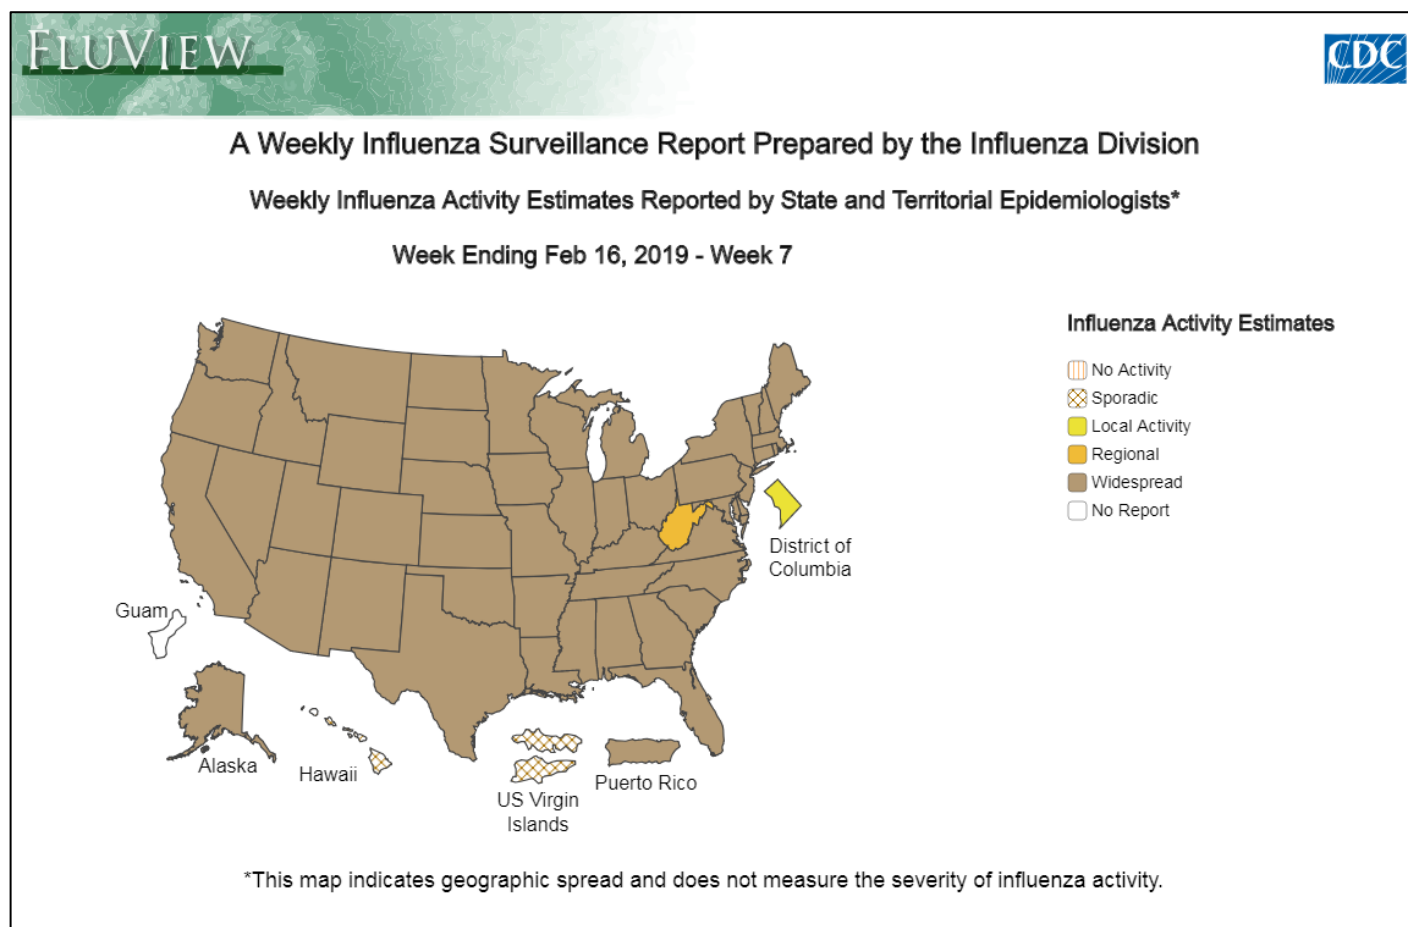 FLUVIEW
CDC
A Weekly Influenza Surveillance Report Prepared by the Influenza Division
Weekly Influenza Activity Estimates Reported by State and Territorial Epidemiologists*
Week Ending Feb 16, 2019 - Week 7
Influenza Activity Estimates
No Activity
Sporadic
Local Activity
Regional
Widespread
No Report
District of
Columbia
Guam
Alaska
Hawaii
US Virgin
Islands
Puerto Rico
*This map indicates geographic spread and does not measure the severity of influenza activity.